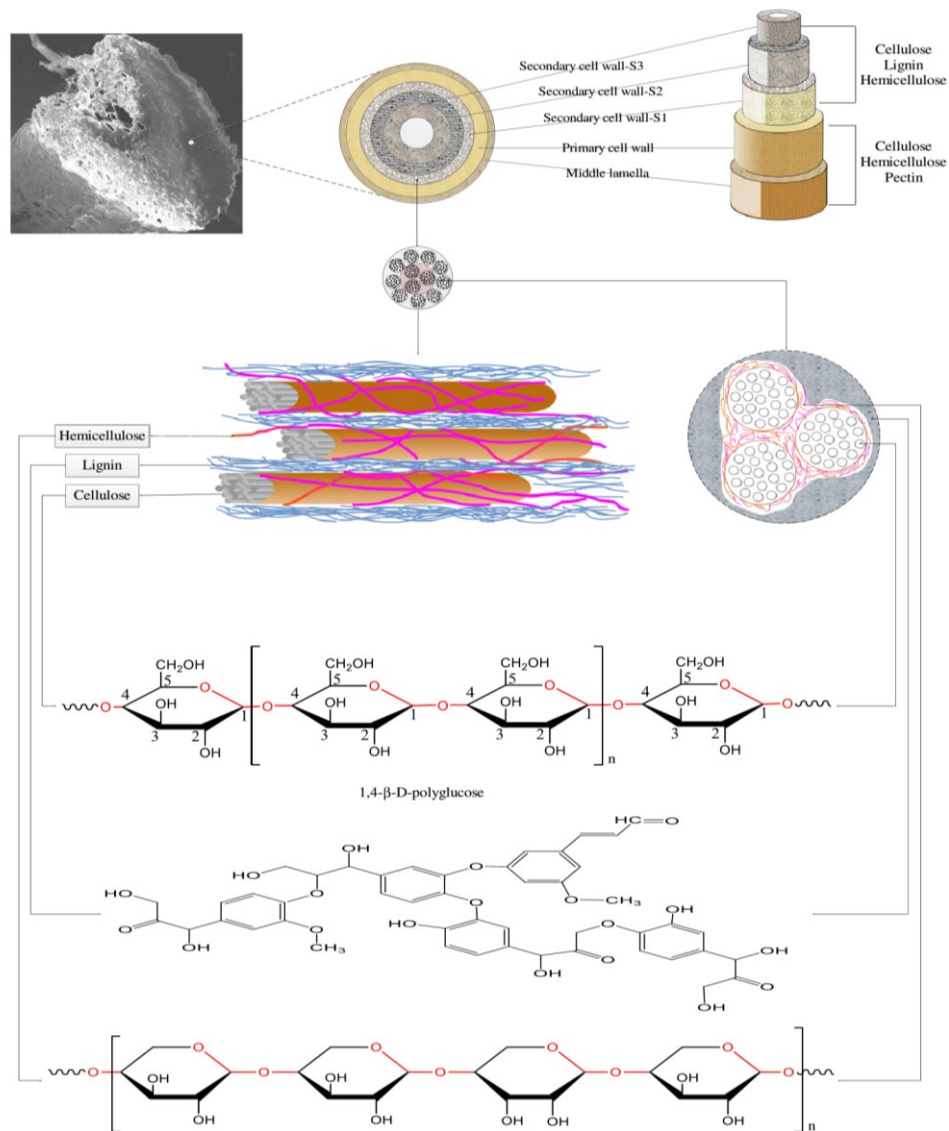 Secondary cell wall-S3
Secondary cell wall-S2
Secondary cell wall-S1
Primary cell wall
Middle lamella
Cellulose
Lignin
Hemicellulose
Cellulose
Hemicellulose
Pectin
Hemicellulose
Lignin
Cellulose
CH2OH CH2OH CH2OH CH2OH
5 5 5 5
O O O O
4 4 4 4
O OH 1 O OH 1 O OH 1 O OH 1 O
3 2 3 2 3 2 3 2
OH OH OH OH
n
1,4-β-D-polyglucose
HC O
OH
HO O
OH
O O CH3
HO O
O HO OH
O O
OH CH3 OH
OH O O
HO
O O O O
O O O O O
OH OH OH OH
OH OH OH OH OH n